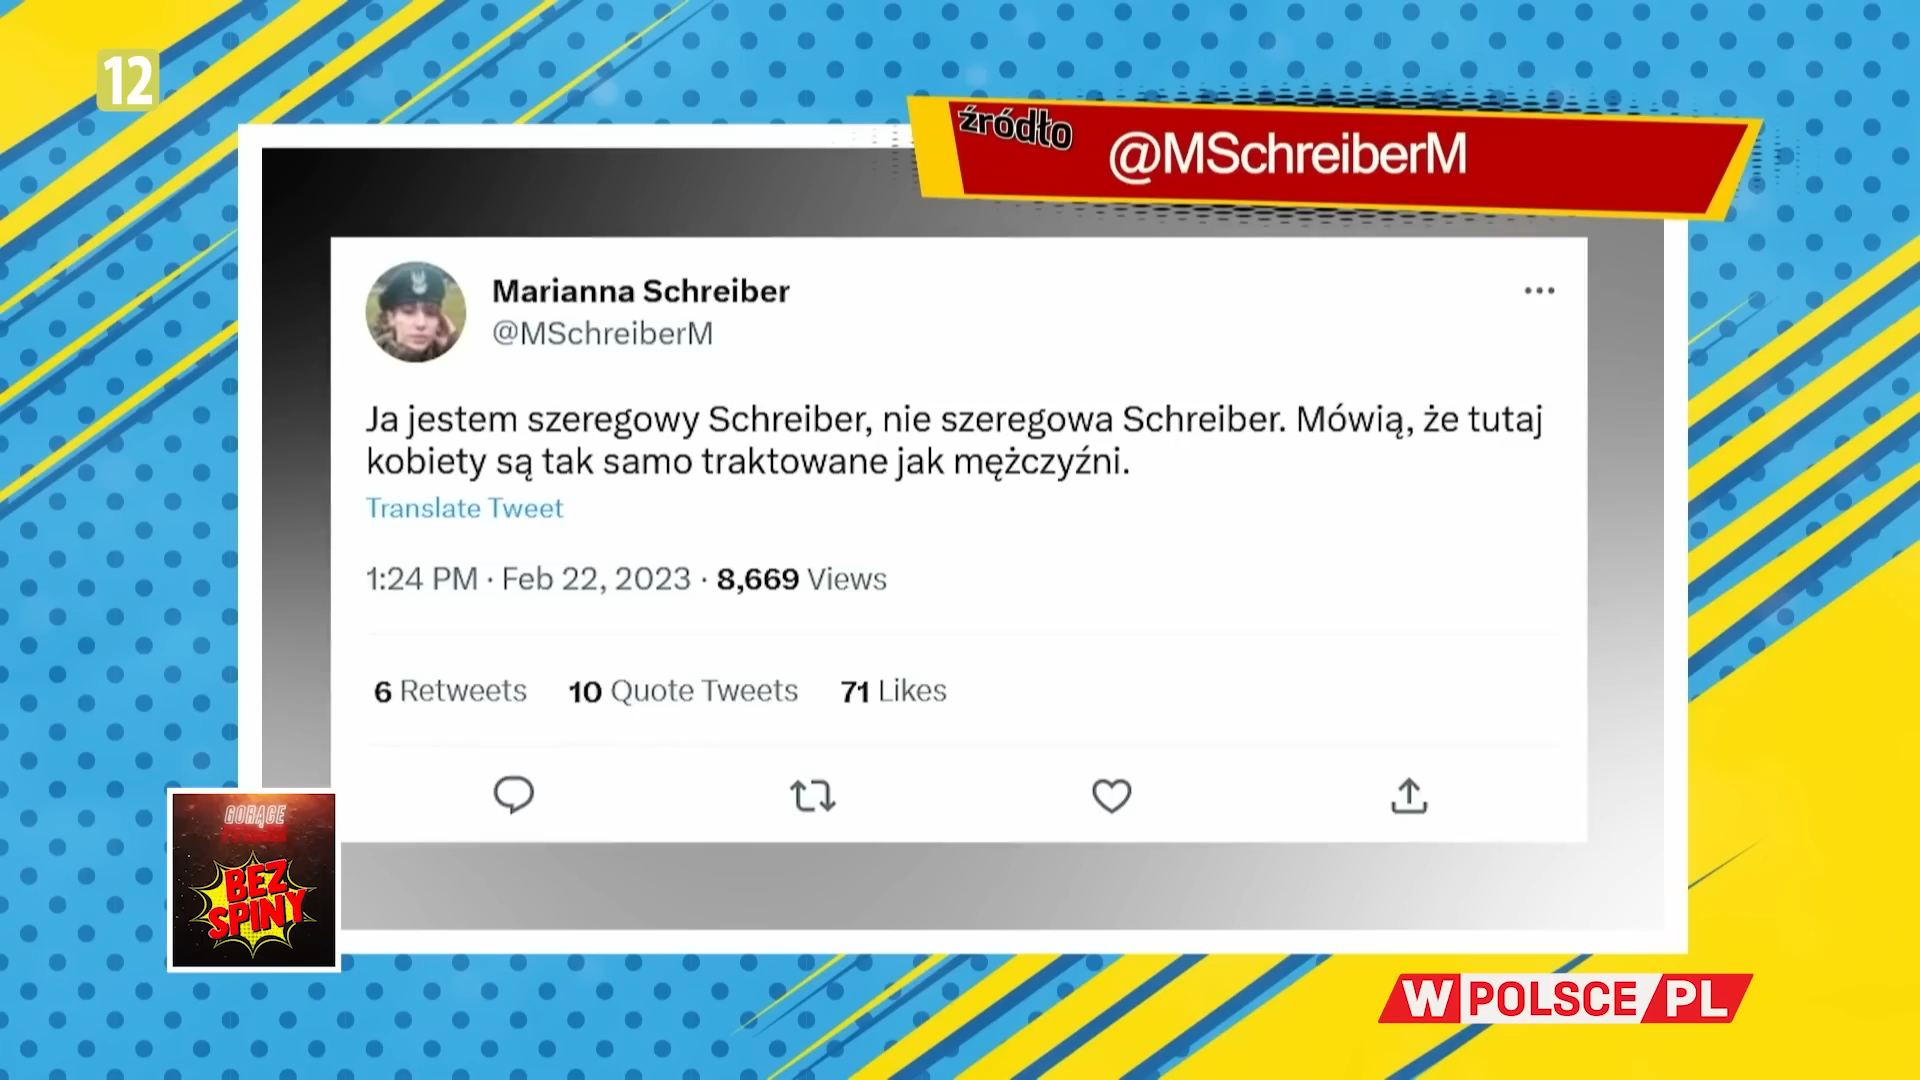 12
źródło
@MSchreiberM
Marianna Schreiber
@MSchreiberM
Ja jestem szeregowy Schreiber, nie szeregowa Schreiber. Mówią, że tutaj
kobiety są tak samo traktowane jak mężczyźni.
Translate Tweet
1:24 PM · Feb 22, 2023 · 8,669 Views
6 Retweets 10 Quote Tweets 71 Likes
GORĄCE
BEZ
SPINY
WPOLSCE/PL